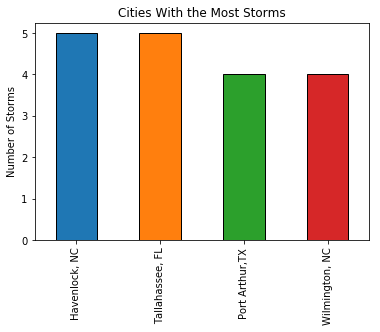 Cities With the Most Storms
Number of Storms
5
4
3
2
1
0
Havenlock, NC
Tallahassee, FL
Port Arthur,TX
Wilmington, NC